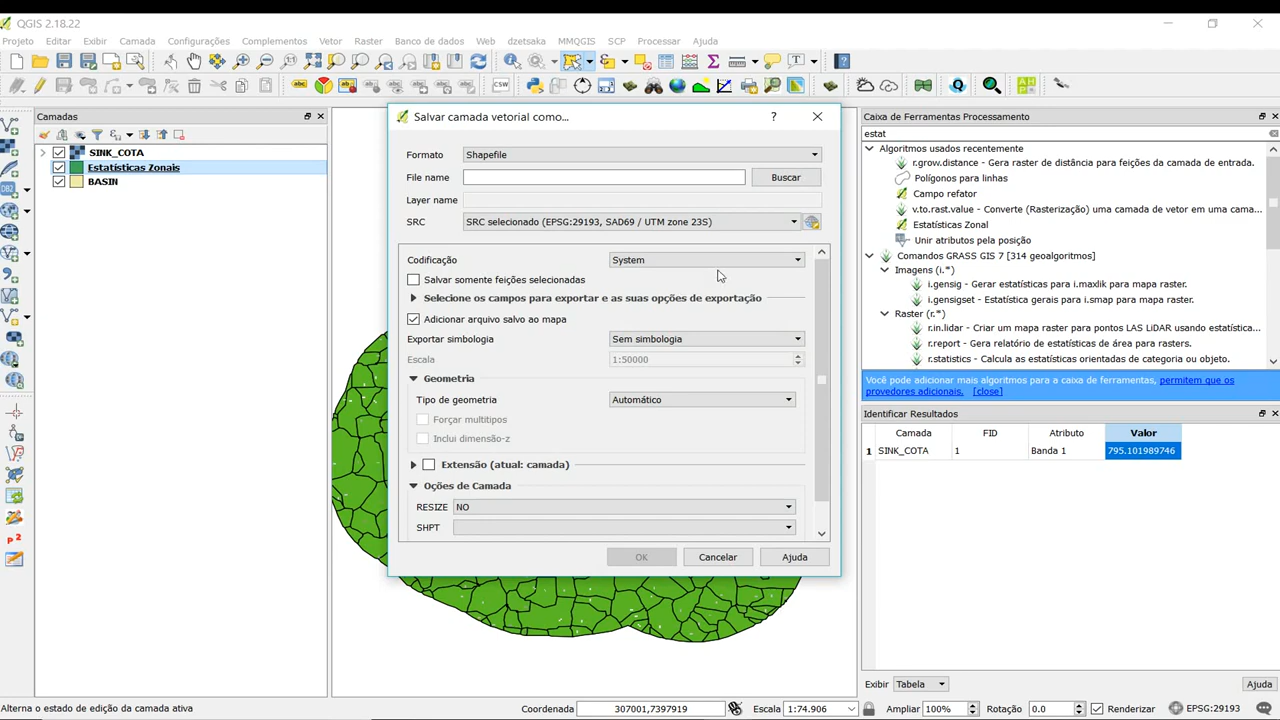 QGIS 2.18.22
Projeto Editar Exibir Camada Configurações Complementos Vetor Raster Banco de dados Web dzetsaka MMQGIS SCP Processar Ajuda
CSW
Camadas
SINK_COTA
Estatísticas Zonais
BASIN
Salvar camada vetorial como...
?
Formato Shapefile
File name Buscar
Layer name
SRC SRC selecionado (EPSG:29193, SAD69 / UTM zone 23S)
Codificação System
Salvar somente feições selecionadas
Selecione os campos para exportar e as suas opções de exportação
Adicionar arquivo salvo ao mapa
Exportar simbologia Sem simbologia
Escala 1:50000
Geometria
Tipo de geometria Automático
Forçar multitipos
Inclui dimensão-z
Extensão (atual: camada)
Oções de Camada
RESIZE NO
SHPT
OK Cancelar Ajuda
Caixa de Ferramentas Processamento
estat
Algoritmos usados recentemente
r.grow.distance - Gera raster de distância para feições da camada de entrada.
Polígonos para linhas
Campo refator
v.to.rast.value - Converte (Rasterização) uma camada de vetor em uma cama...
Estatísticas Zonal
Unir atributos pela posição
Comandos GRASS GIS 7 [314 geoalgoritmos]
Imagens (i.*)
i.gensig - Gerar estatísticas para i.maxlik para mapa raster.
i.gensigset - Estatística gerais para i.smap para mapa raster.
Raster (r.*)
r.in.lidar - Criar um mapa raster para pontos LAS LiDAR usando estatística...
r.report - Gera relatório de estatísticas de área para rasters.
r.statistics - Calcula as estatísticas orientadas de categoria ou objeto.
Você pode adicionar mais algoritmos para a caixa de ferramentas, permitem que os
provedores adicionais. [close]
Identificar Resultados
Camada FID Atributo Valor
1 SINK_COTA 1 Banda 1 795.101989746
Exibir Tabela Ajuda
Alterna o estado de edição da camada ativa Coordenada 307001,7397919 Escala 1:74.906 Ampliar 100% Rotação 0.0 Renderizar EPSG:29193